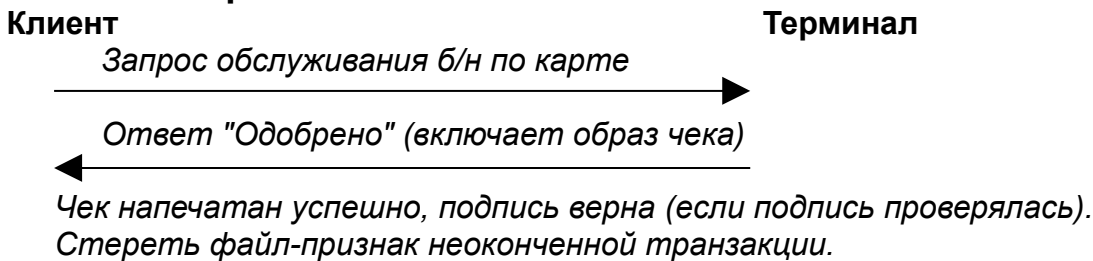 Клиент Терминал
Запрос обслуживания б/н по карте
Ответ "Одобрено" (включает образ чека)
Чек напечатан успешно, подпись верна (если подпись проверялась).
Стереть файл-признак неоконченной транзакции.